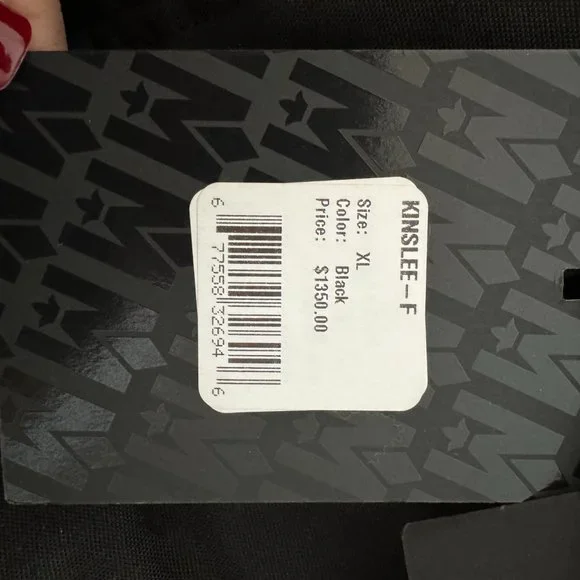 KINSLEE-F
Size: XL
Color: Black
Price: $1350.00
6 77558 32694 6